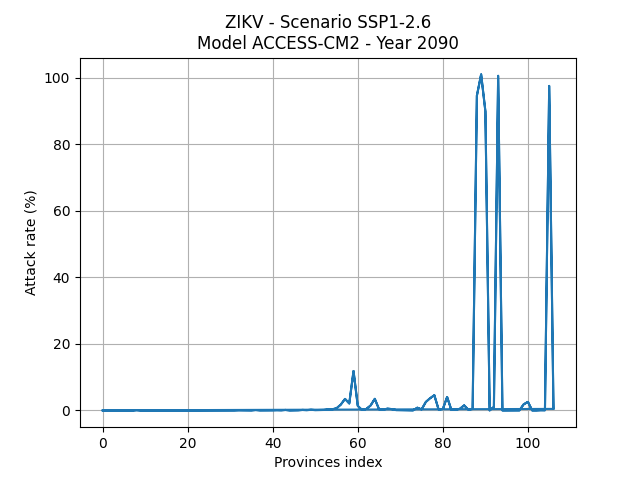 ZIKV - Scenario SSP1-2.6
Model ACCESS-CM2 - Year 2090
100
80
60
40
20
0
Attack rate (%)
0 20 40 60 80 100
Provinces index